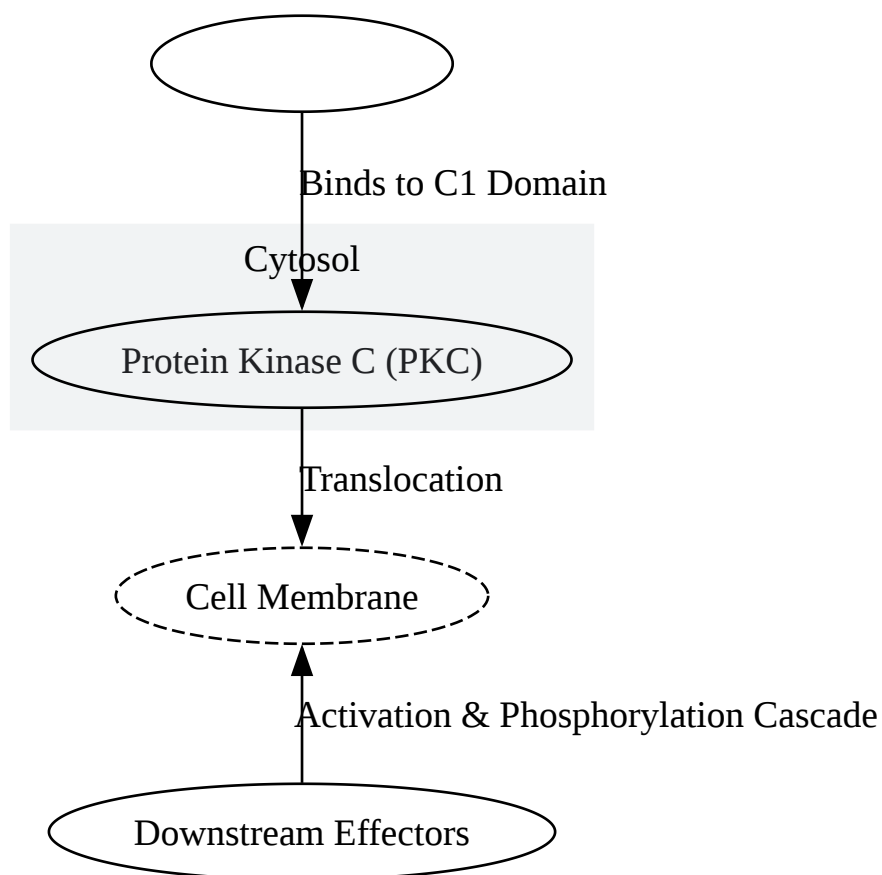 Binds to C1 Domain
Cytosol
Protein Kinase C (PKC)
Translocation
Cell Membrane
Activation & Phosphorylation Cascade
Downstream Effectors